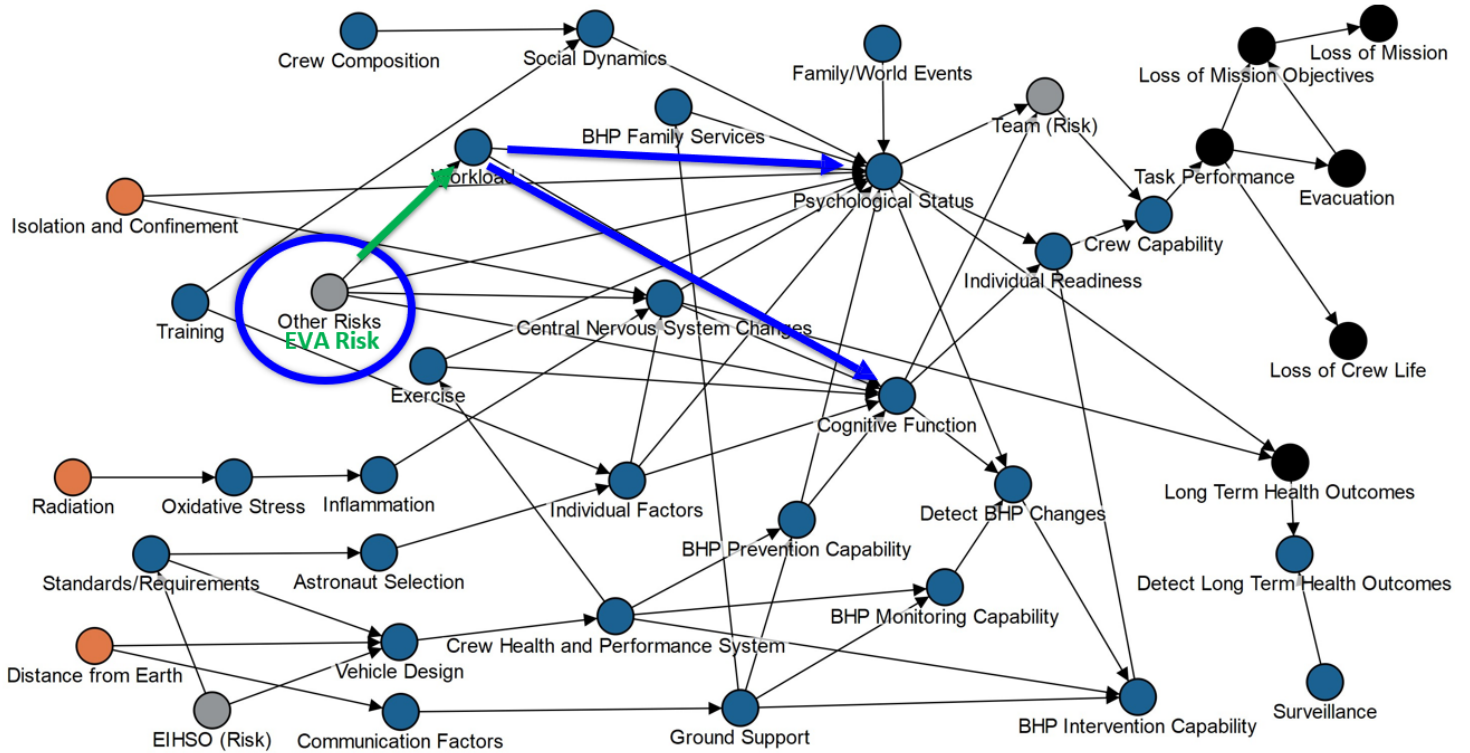 Crew Composition
Social Dynamics
Family/World Events
Loss of Mission
Loss of Mission Objectives
BHP Family Services
Team (Risk)
Workload
Task Performance
Isolation and Confinement
Psychological Status
Evacuation
Crew Capability
Individual Readiness
Training
Other Risks
EVA Risk
Central Nervous System Changes
Exercise
Loss of Crew Life
Cognitive Function
Radiation
Oxidative Stress
Inflammation
Individual Factors
Detect BHP Changes
Long Term Health Outcomes
Standards/Requirements
Astronaut Selection
BHP Prevention Capability
Detect Long Term Health Outcomes
BHP Monitoring Capability
Distance from Earth
Vehicle Design
Crew Health and Performance System
EIHSO (Risk)
Communication Factors
Ground Support
BHP Intervention Capability
Surveillance